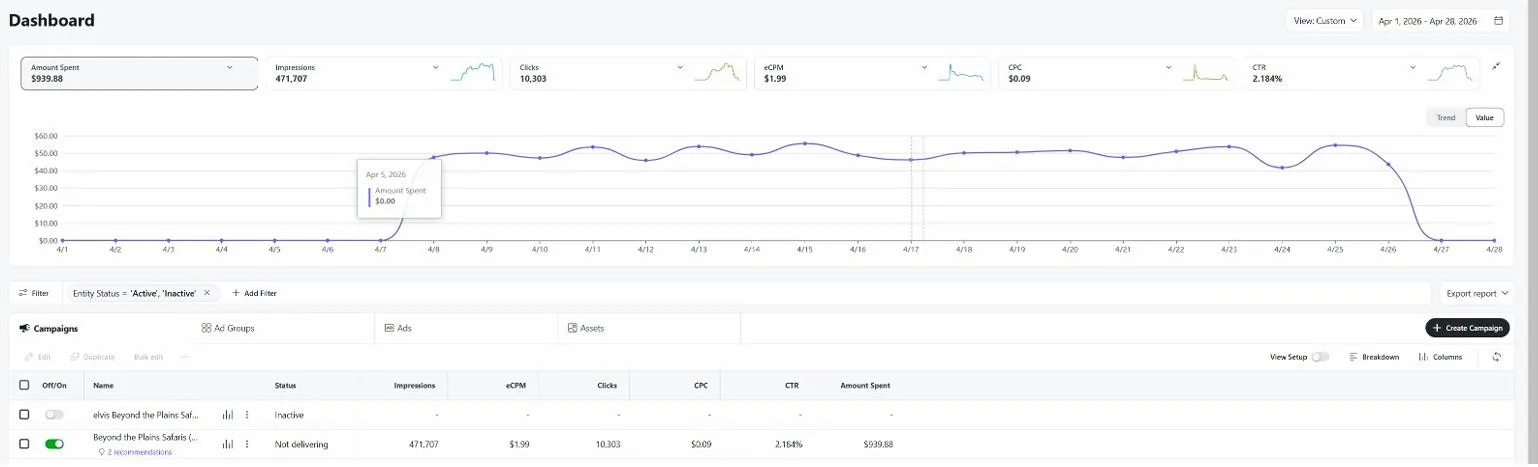 Dashboard
View: Custom
Apr 1, 2026 - Apr 28, 2026
Amount Spent
$939.88
Impressions
471,707
Clicks
10,303
eCPM
$1.99
CPC
$0.09
CTR
2.184%
Trend
Value
$60.00
$50.00
$40.00
$30.00
$20.00
$10.00
$0.00
Apr 5, 2026
Amount Spent
$0.00
4/1 4/2 4/3 4/4 4/5 4/6 4/7 4/8 4/9 4/10 4/11 4/12 4/13 4/14 4/15 4/16 4/17 4/18 4/19 4/20 4/21 4/22 4/23 4/24 4/25 4/26 4/27 4/28
Filter
Entity Status = 'Active', 'Inactive'
Add Filter
Export report
Campaigns
Ad Groups
Ads
Assets
Create Campaign
Edit Duplicate Bulk edit
View Setup Breakdown Columns
Off/On Name Status Impressions eCPM Clicks CPC CTR Amount Spent
elvis Beyond the Plains Saf... Inactive - - - - - -
Beyond the Plains Safaris (... Not delivering 471,707 $1.99 10,303 $0.09 2.184% $939.88
2 recommendations